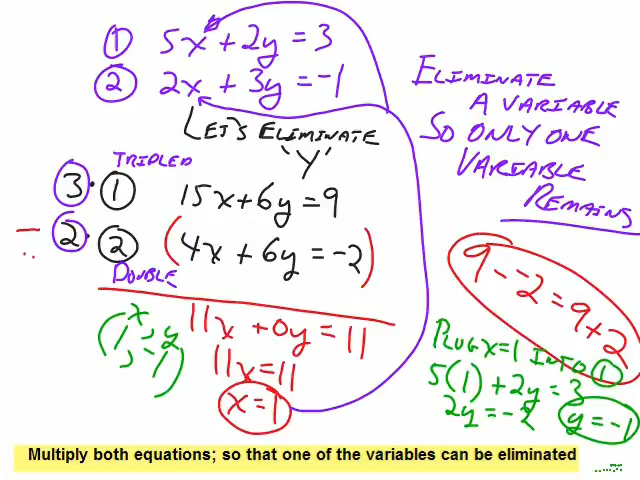 ① 5x + 2y = 3
② 2x + 3y = -1
LET'S ELIMINATE
"Y"
ELIMINATE
A VARIABLE
SO ONLY ONE
VARIABLE
REMAINS
TRIPLED
3 · ① 15x + 6y = 9
- 2 · ② (4x + 6y = -2)
DOUBLE
11x + 0y = 11
11x = 11
x = 1
9 - -2 = 9 + 2
PLUG X=1 INTO ①
5(1) + 2y = 3
2y = -2
y = -1
x, y
(1, -1)
Multiply both equations; so that one of the variables can be eliminated